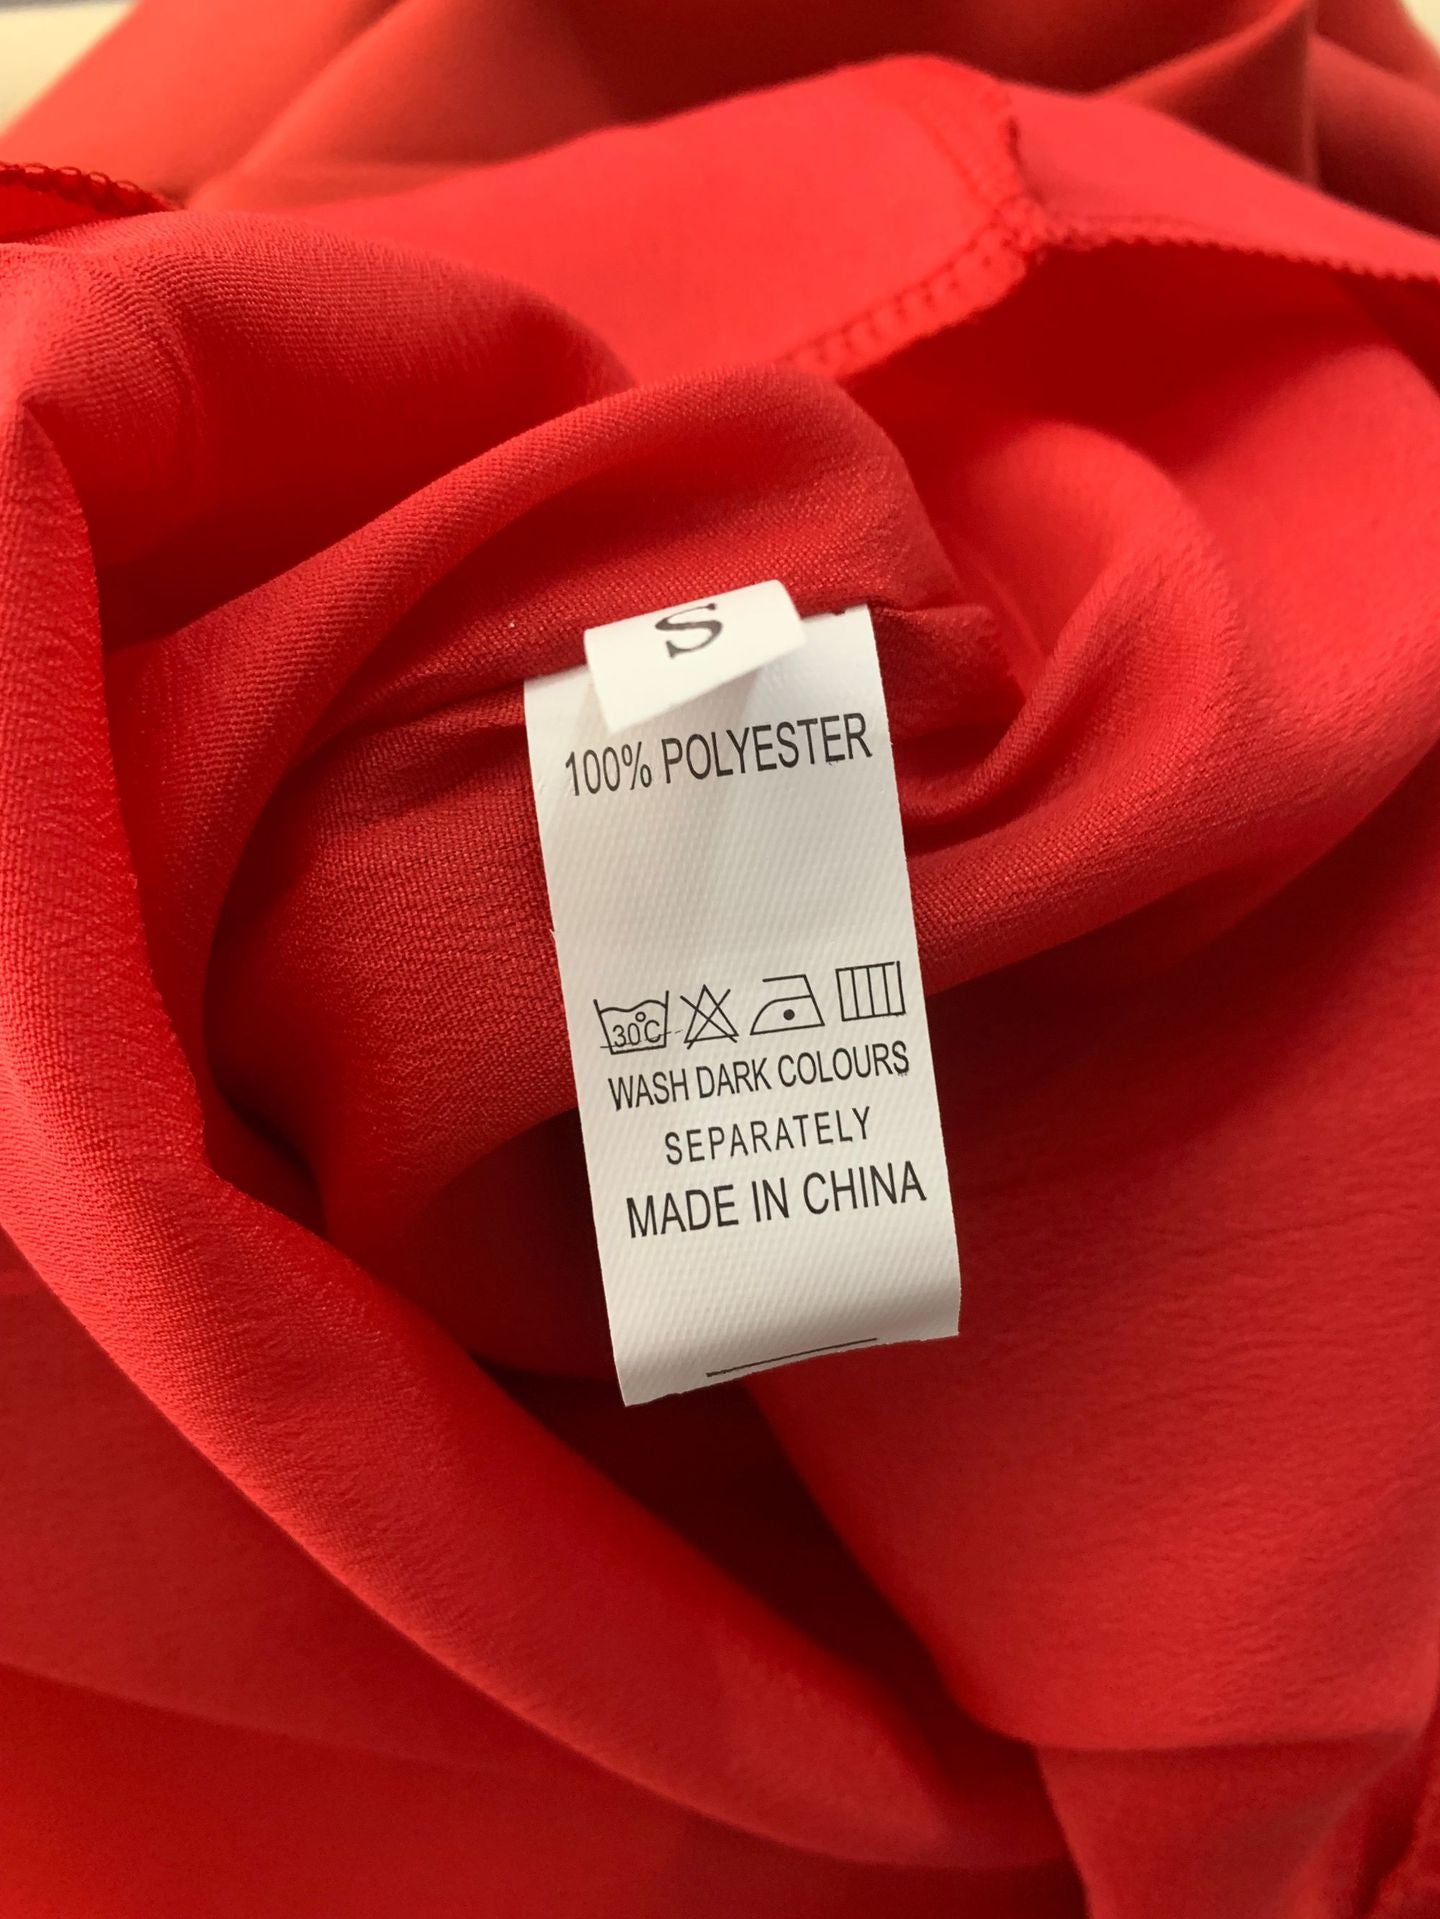 S
100% POLYESTER
30°C
WASH DARK COLOURS
SEPARATELY
MADE IN CHINA